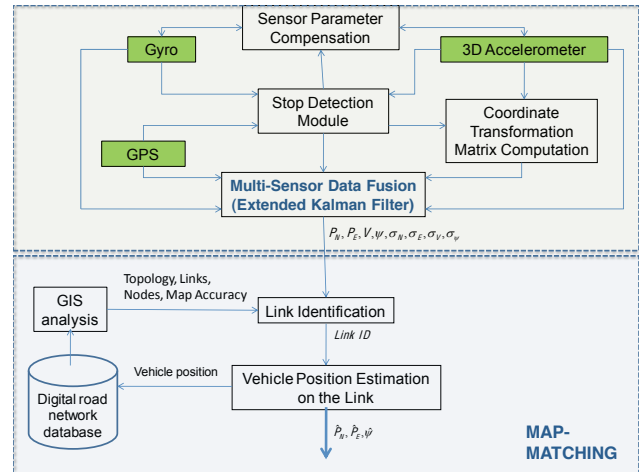 Sensor Parameter
Compensation
Gyro
3D Accelerometer
Stop Detection
Module
Coordinate
Transformation
Matrix Computation
GPS
Multi-Sensor Data Fusion
(Extended Kalman Filter)
P_N, P_E, V, ψ, σ_N, σ_E, σ_V, σ_ψ
Topology, Links,
Nodes, Map Accuracy
GIS
analysis
Link Identification
Link ID
Vehicle position
Vehicle Position Estimation
on the Link
Digital road
network
database
P̂_N, P̂_E, ψ̂
MAP-
MATCHING